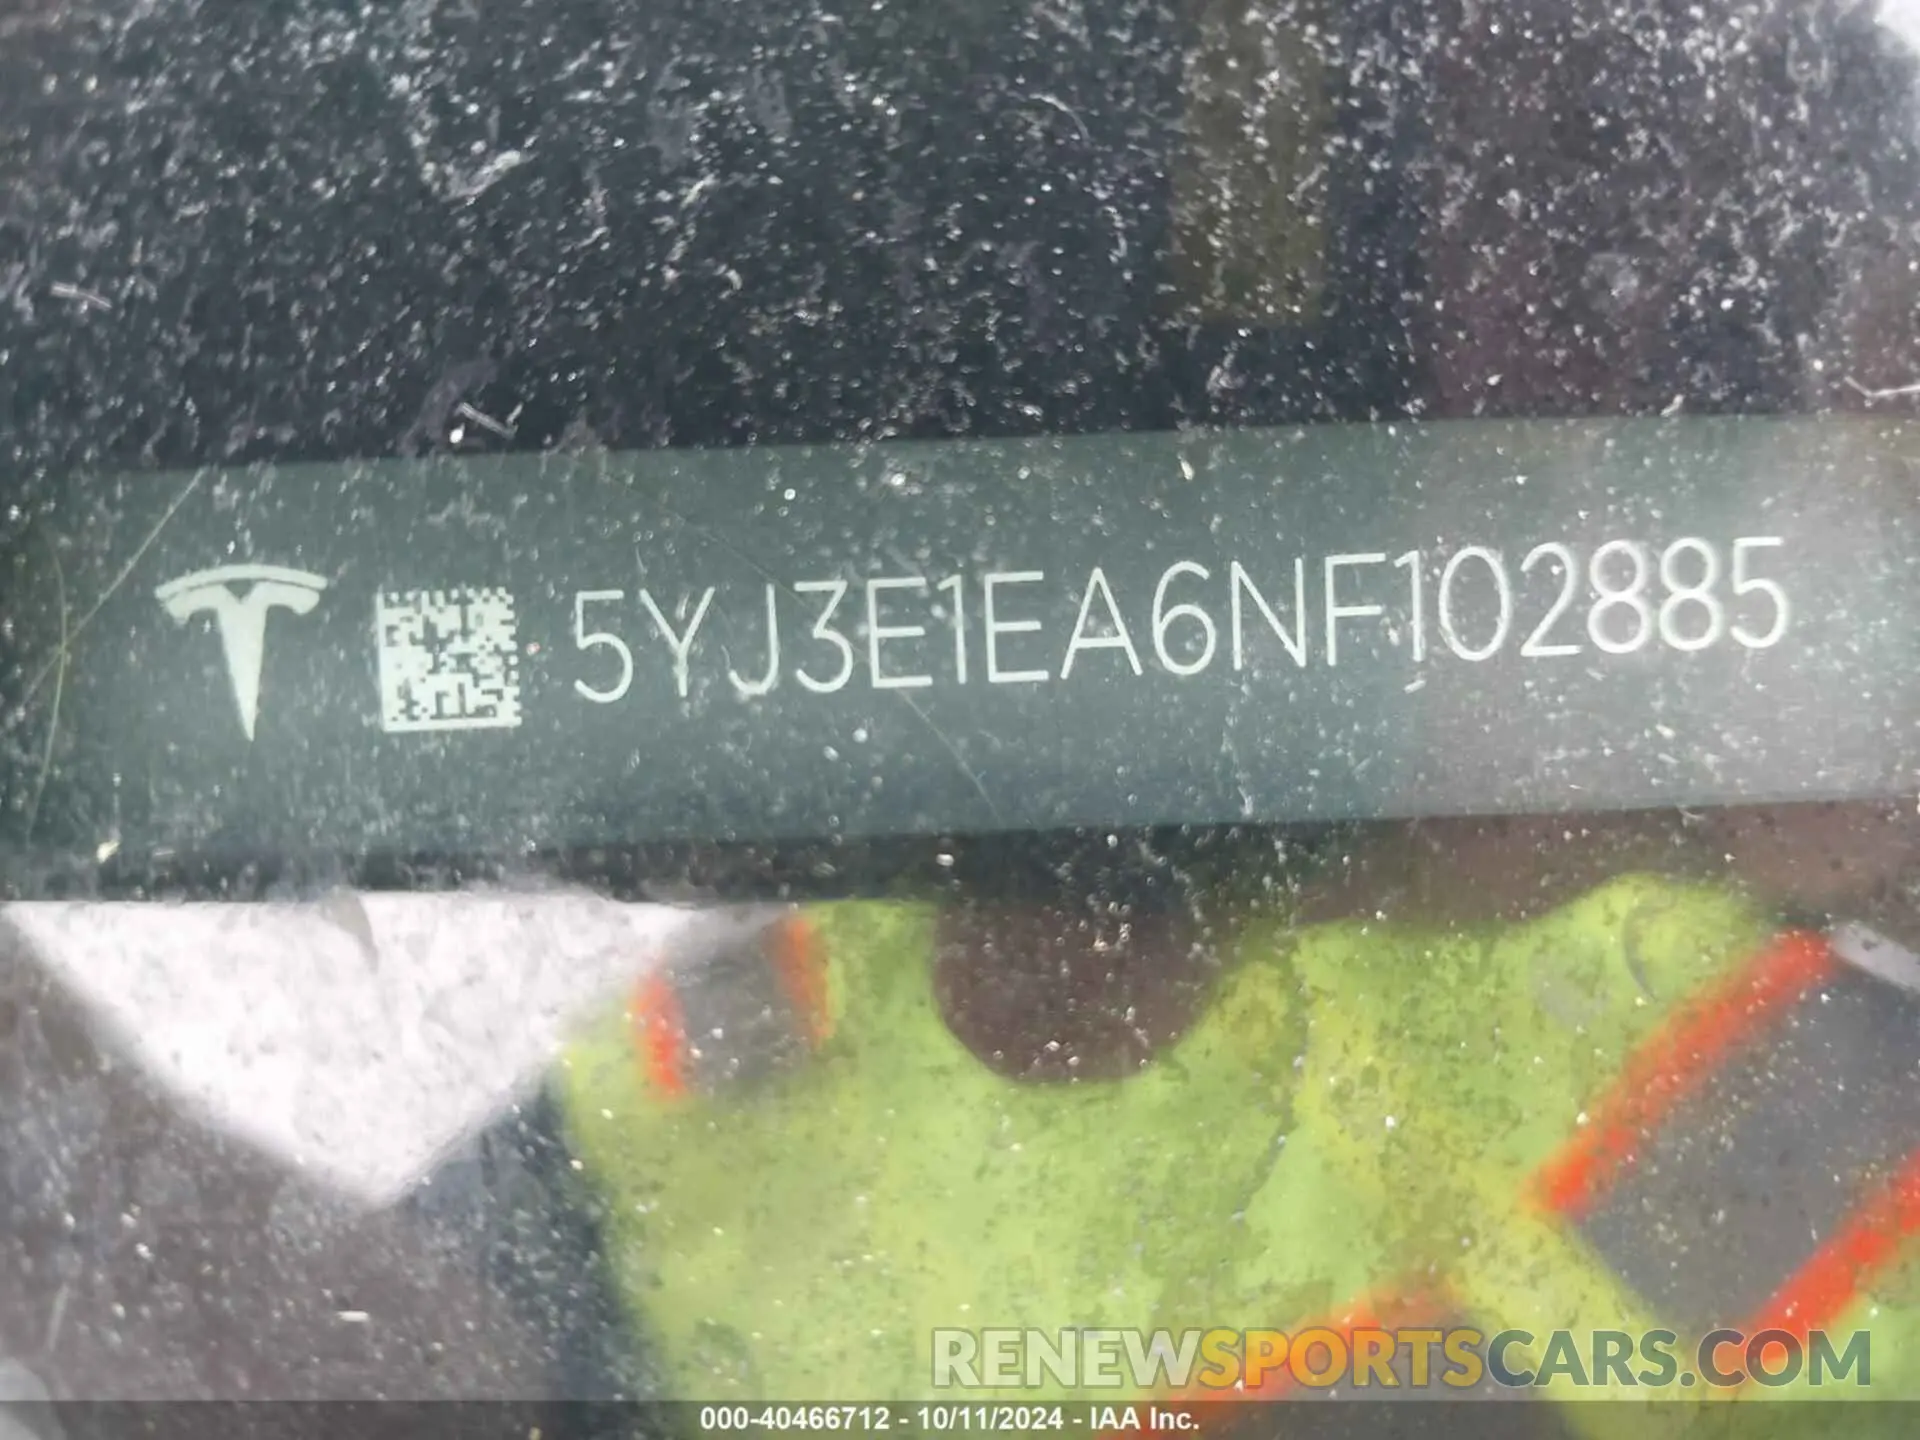 5YJ3E1EA6NF102885
RENEWSPORTSCARS.COM
000-40466712 - 10/11/2024 - IAA Inc.